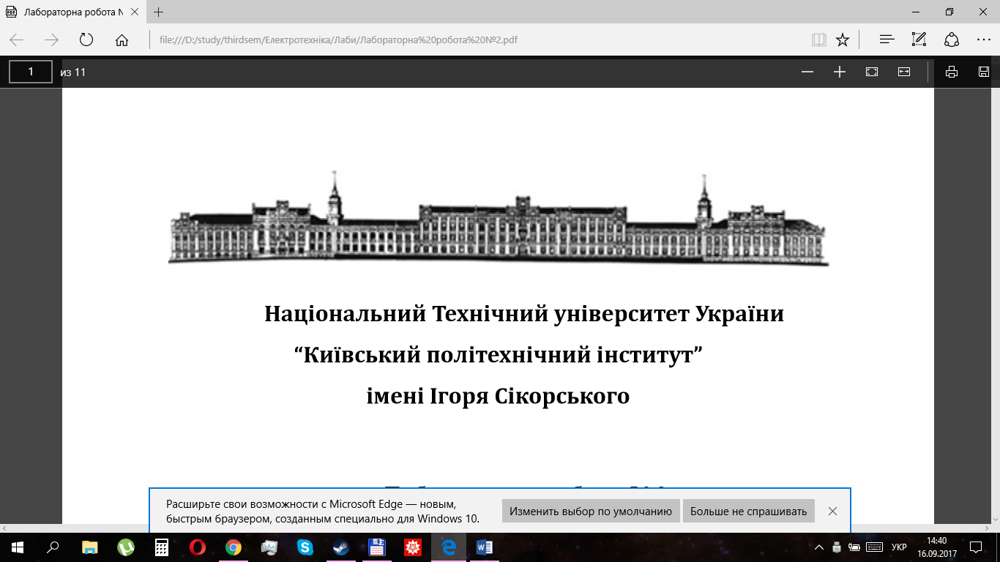 Лабораторна робота N
file:///D:/study/thirdsem/Електротехніка/Лаби/Лабораторна%20робота%20№2.pdf
1 из 11
Національний Технічний університет України
“Київський політехнічний інститут”
імені Ігоря Сікорського
Расширьте свои возможности с Microsoft Edge — новым,
быстрым браузером, созданным специально для Windows 10.
Изменить выбор по умолчанию
Больше не спрашивать
УКР
14:40
16.09.2017